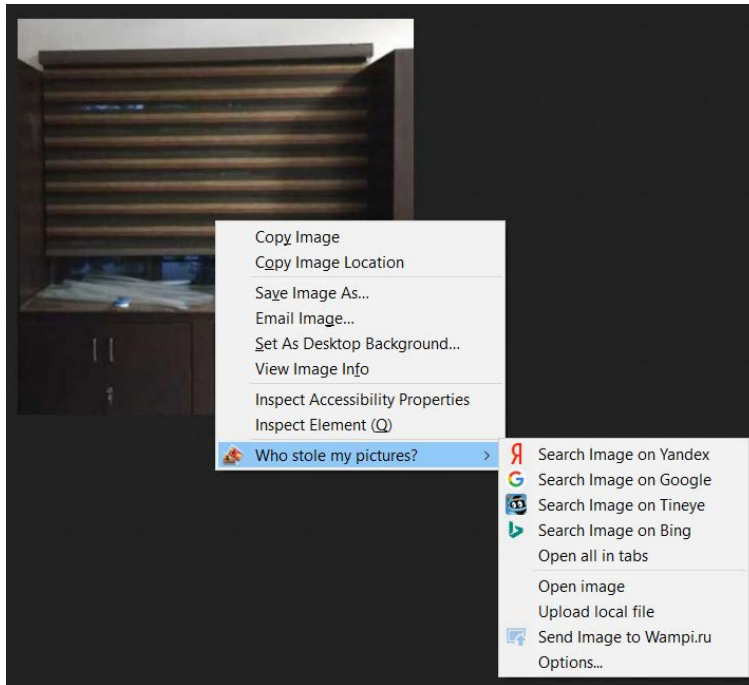 Copy Image
Copy Image Location
Save Image As...
Email Image...
Set As Desktop Background...
View Image Info
Inspect Accessibility Properties
Inspect Element (Q)
Who stole my pictures?
Search Image on Yandex
Search Image on Google
Search Image on Tineye
Search Image on Bing
Open all in tabs
Open image
Upload local file
Send Image to Wampi.ru
Options...